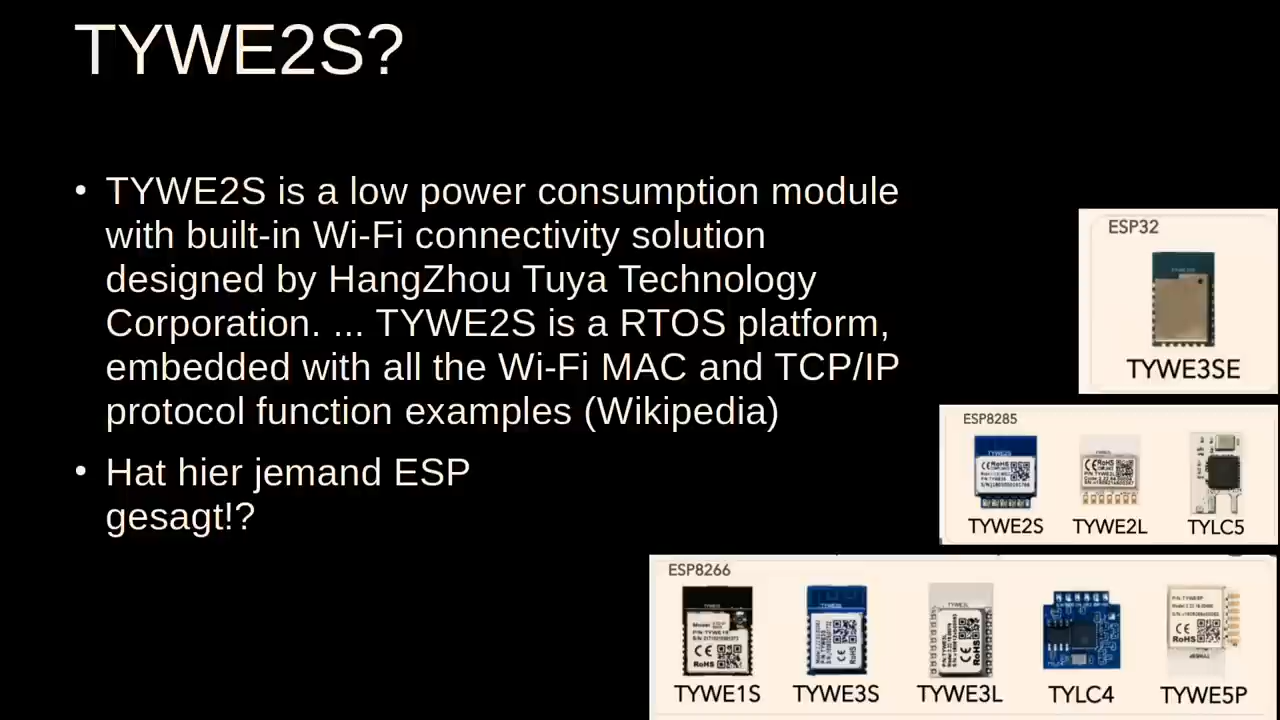 TYWE2S?
• TYWE2S is a low power consumption module
with built-in Wi-Fi connectivity solution
designed by HangZhou Tuya Technology
Corporation. ... TYWE2S is a RTOS platform,
embedded with all the Wi-Fi MAC and TCP/IP
protocol function examples (Wikipedia)
• Hat hier jemand ESP
gesagt!?
ESP32
TYWE3SE
ESP8285
TYWE2S TYWE2L TYLC5
ESP8266
TYWE1S TYWE3S TYWE3L TYLC4 TYWE5P